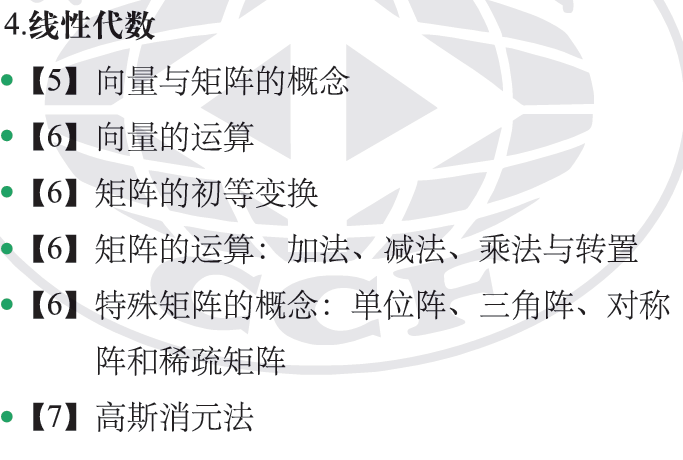 4.线性代数
【5】向量与矩阵的概念
【6】向量的运算
【6】矩阵的初等变换
【6】矩阵的运算：加法、减法、乘法与转置
【6】特殊矩阵的概念：单位阵、三角阵、对称
阵和稀疏矩阵
【7】高斯消元法
CCF